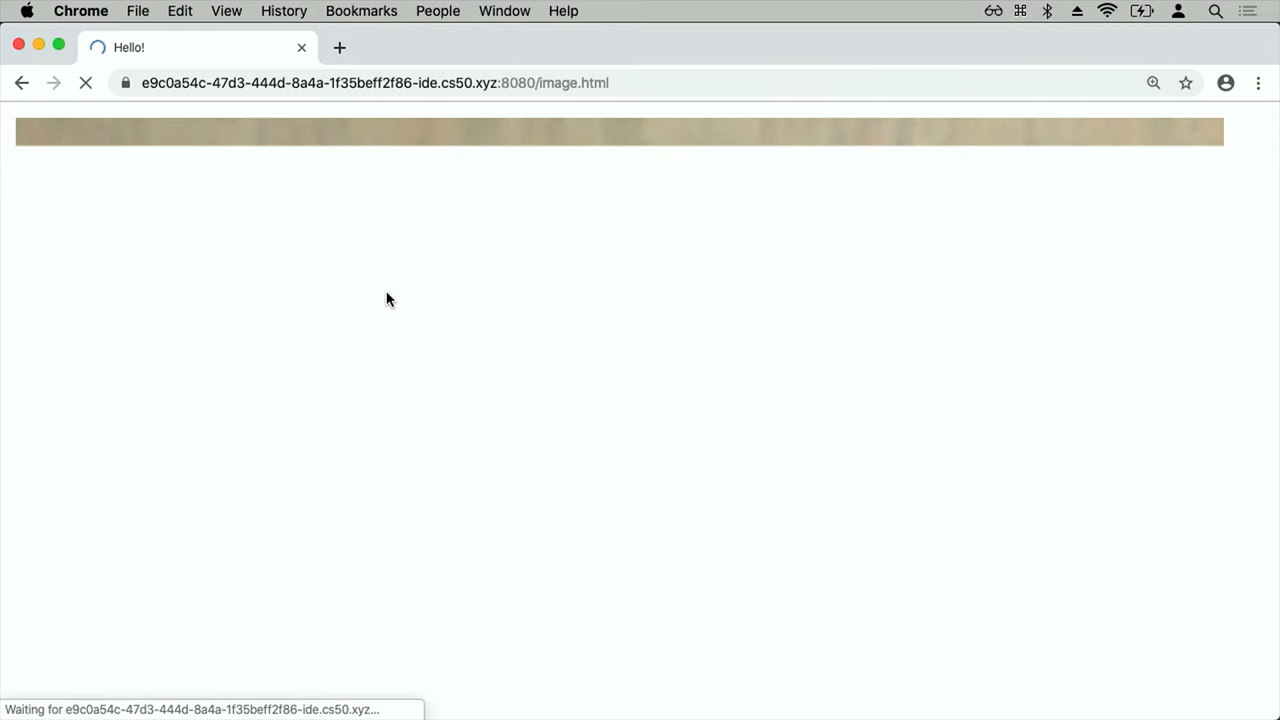 Chrome File Edit View History Bookmarks People Window Help
Hello!
e9c0a54c-47d3-444d-8a4a-1f35beff2f86-ide.cs50.xyz:8080/image.html
Waiting for e9c0a54c-47d3-444d-8a4a-1f35beff2f86-ide.cs50.xyz...